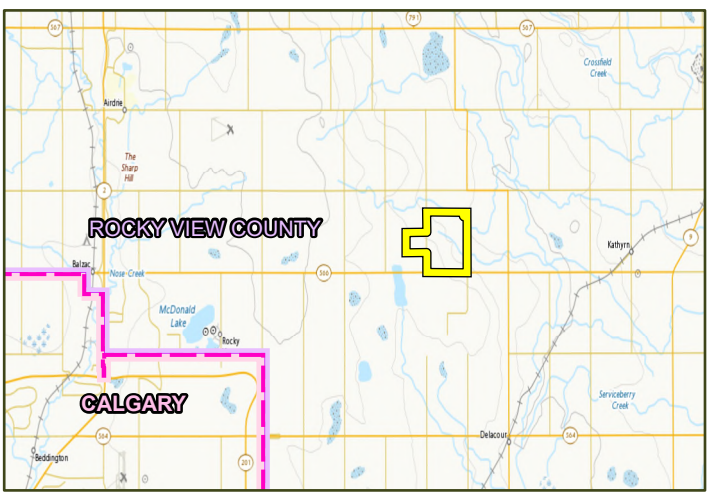 791
567
567
Crossfield
Creek
Airdrie
The
Sharp
Hill
2
ROCKY VIEW COUNTY
9
Kathyrn
Balzac
Nose Creek
566
McDonald
Lake
Rocky
Serviceberry
Creek
CALGARY
564
Delacour
564
Beddington
201